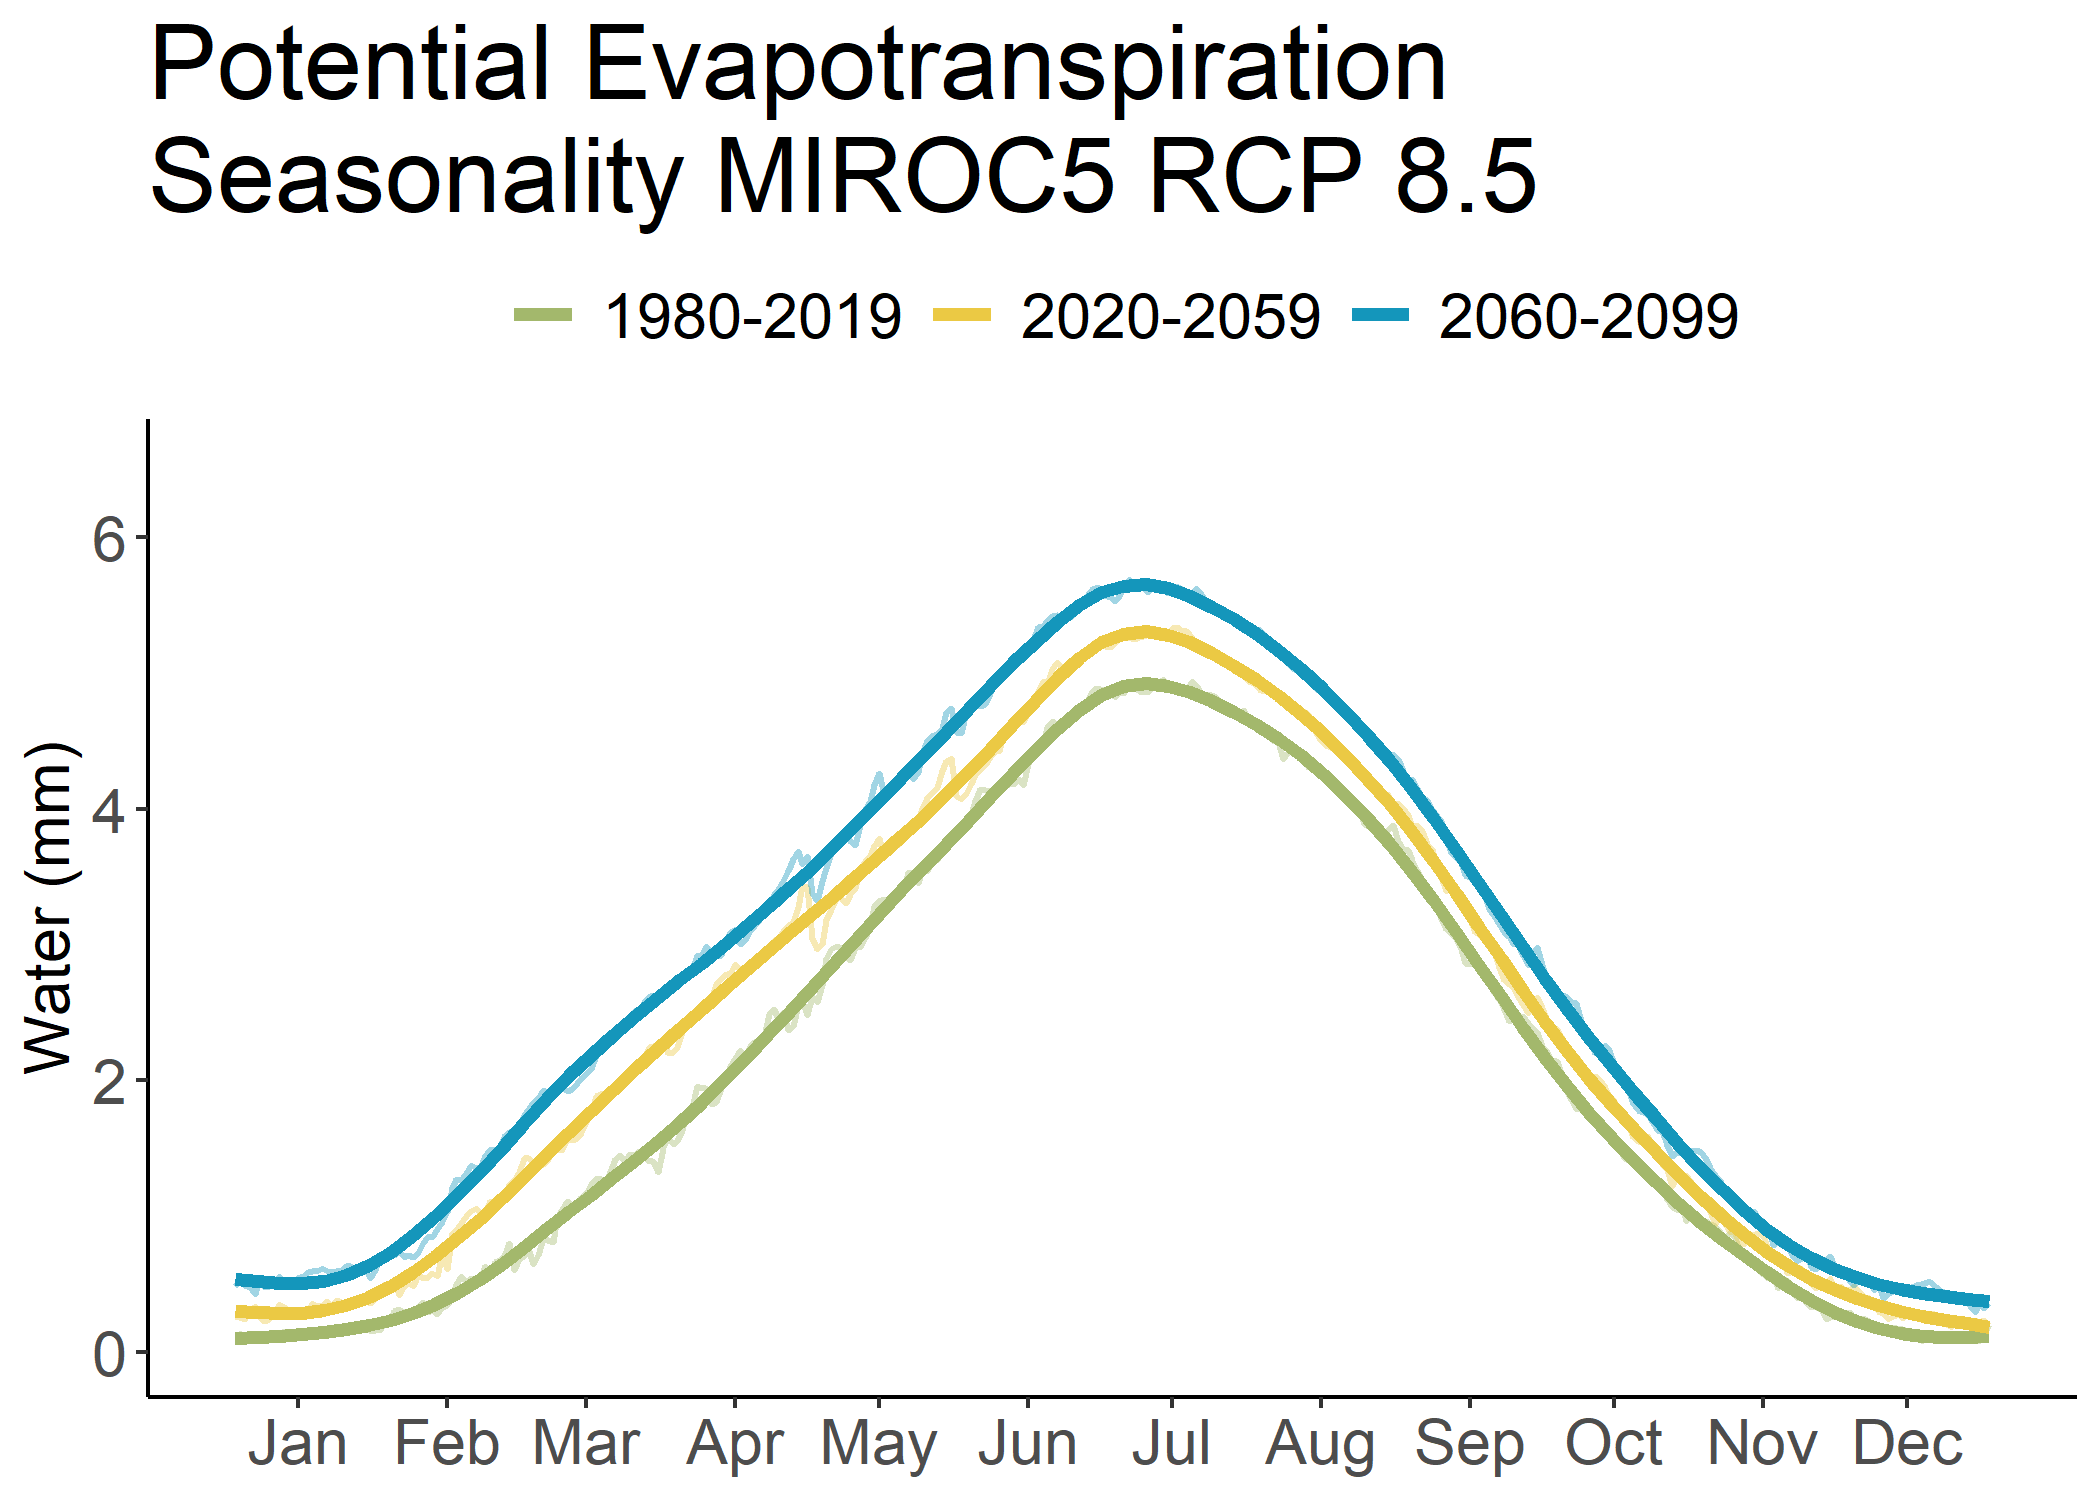 Potential Evapotranspiration
Seasonality MIROC5 RCP 8.5
1980-2019 2020-2059 2060-2099
Water (mm)
6
4
2
0
Jan Feb Mar Apr May Jun Jul Aug Sep Oct Nov Dec